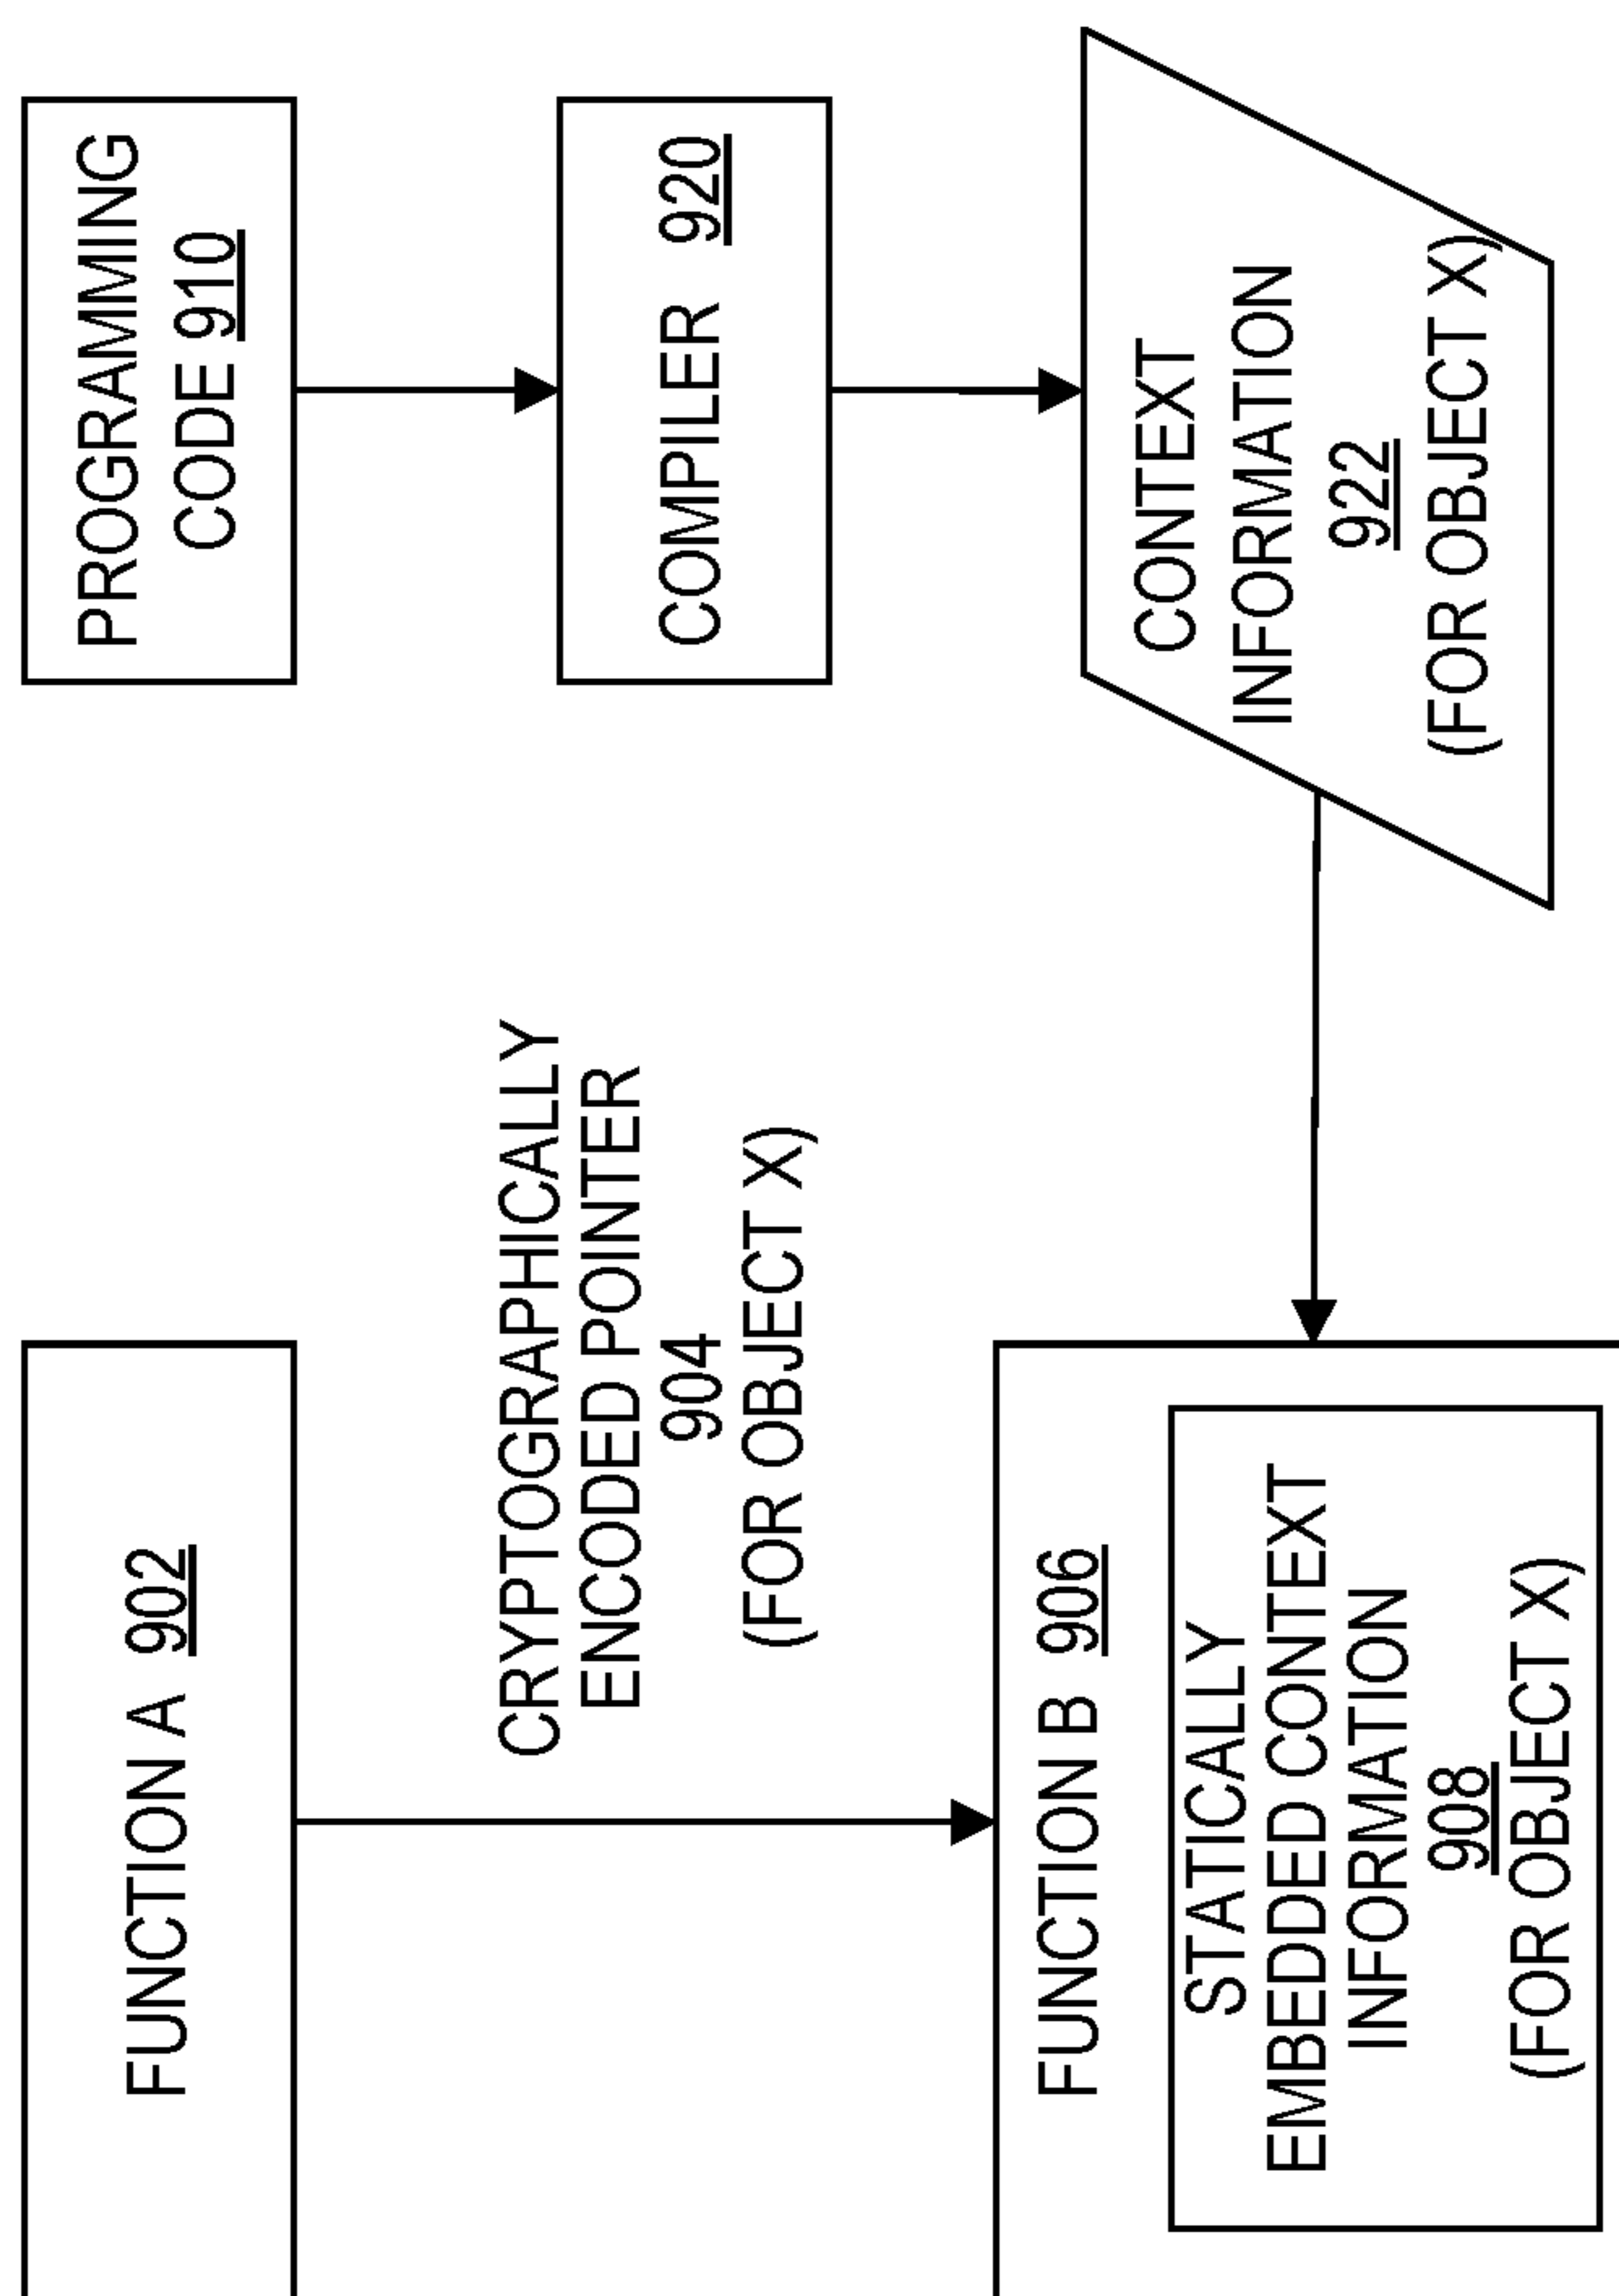 FUNCTION A 902
CRYPTOGRAPHICALLY
ENCODED POINTER
904
(FOR OBJECT X)
FUNCTION B 906
STATICALLY
EMBEDDED CONTEXT
INFORMATION
908
(FOR OBJECT X)
PROGRAMMING
CODE 910
COMPILER 920
CONTEXT
INFORMATION
922
(FOR OBJECT X)